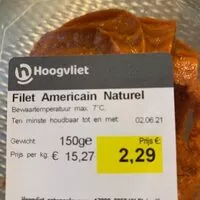 Hoogvliet
Filet Americain Naturel
Bewaartemperatuur max. 7°C.
Ten minste houdbaar tot en met 02.06.21
Gewicht: 150ge Prijs €:
Prijs per kg: € 15,27 2,29